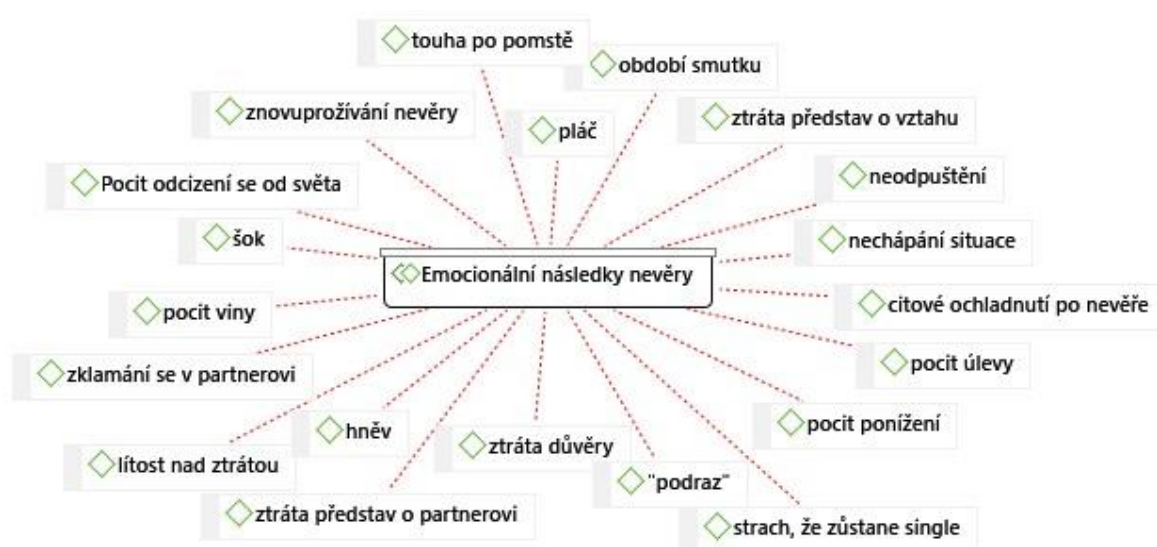 touha po pomstě
období smutku
znovuprožívání nevěry
pláč
ztráta představ o vztahu
Pocit odcizení se od světa
neodpuštění
šok
nechápání situace
Emocionální následky nevěry
pocit viny
citové ochladnutí po nevěře
zklamání se v partnerovi
pocit úlevy
hněv
pocit ponížení
ztráta důvěry
lítost nad ztrátou
"podraz"
ztráta představ o partnerovi
strach, že zůstane single